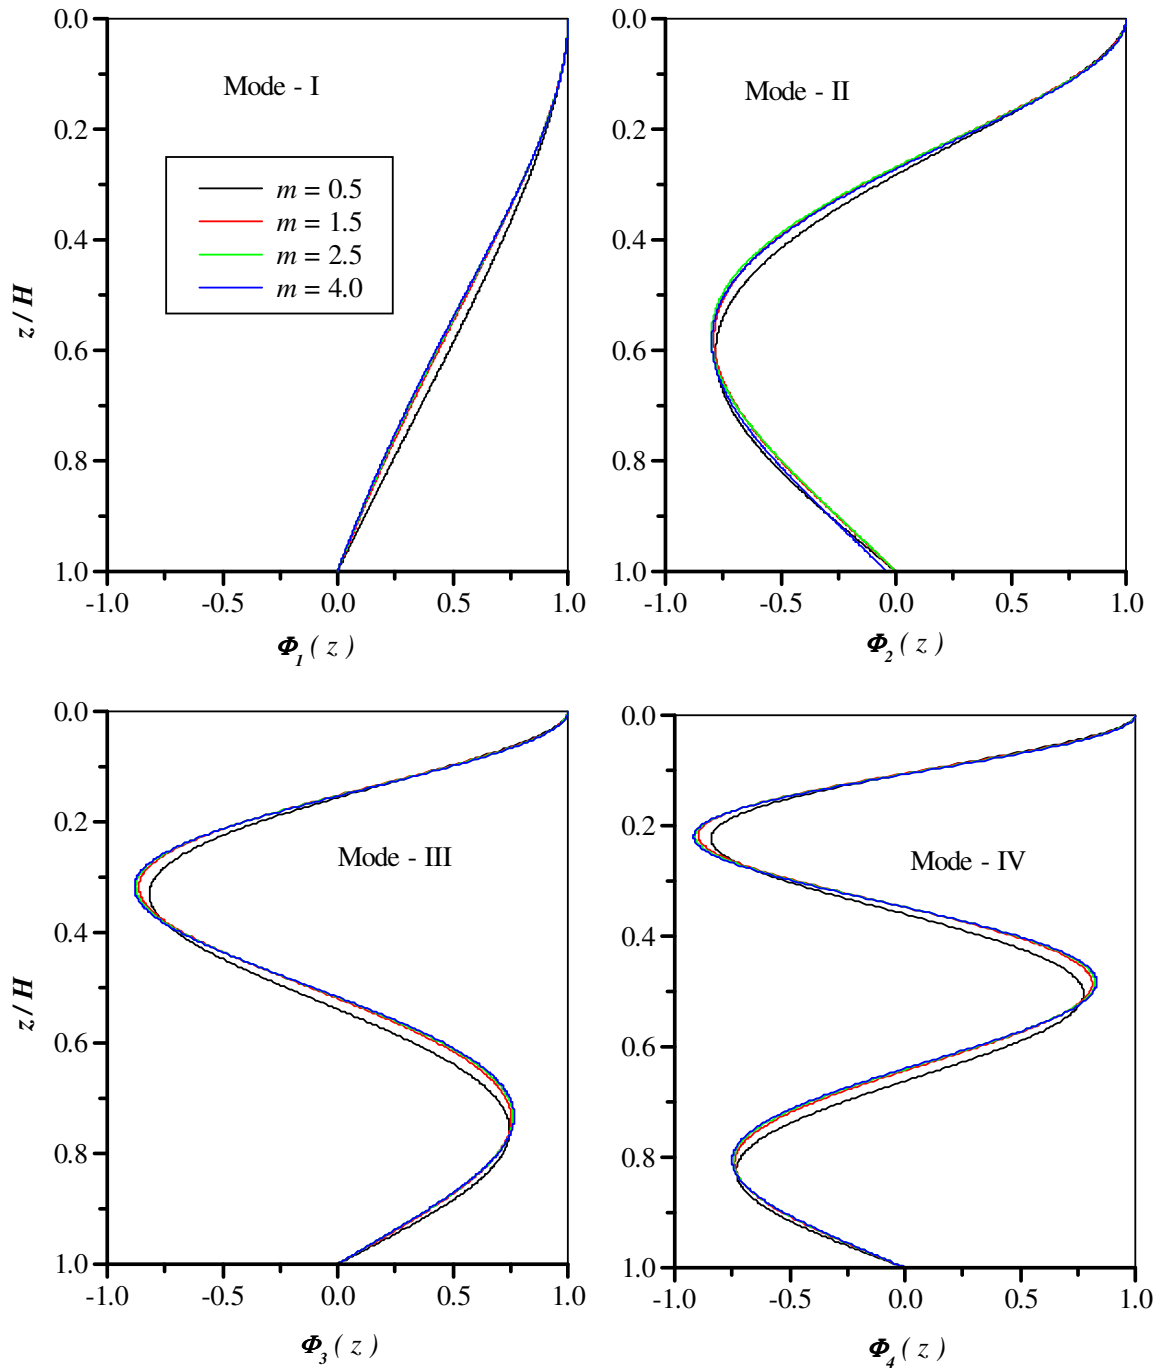 0.0
0.2
0.4
0.6
0.8
1.0
z / H
Mode - I
m = 0.5
m = 1.5
m = 2.5
m = 4.0
-1.0 -0.5 0.0 0.5 1.0
Φ1 ( z )
0.0
0.2
0.4
0.6
0.8
1.0
Mode - II
-1.0 -0.5 0.0 0.5 1.0
Φ2 ( z )
0.0
0.2
0.4
0.6
0.8
1.0
z / H
Mode - III
-1.0 -0.5 0.0 0.5 1.0
Φ3 ( z )
0.0
0.2
0.4
0.6
0.8
1.0
Mode - IV
-1.0 -0.5 0.0 0.5 1.0
Φ4 ( z )